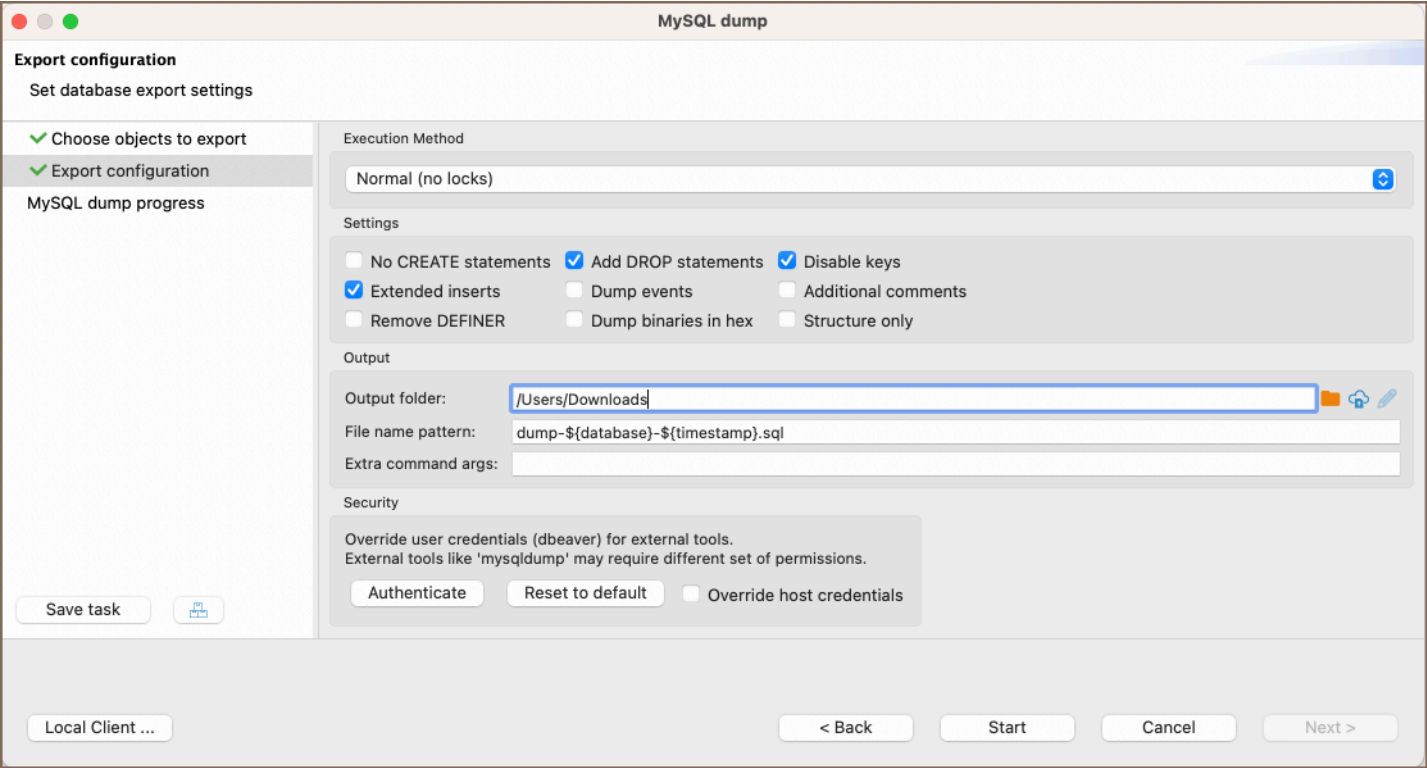 MySQL dump
Export configuration
Set database export settings
Choose objects to export
Export configuration
MySQL dump progress
Save task
Execution Method
Normal (no locks)
Settings
No CREATE statements Add DROP statements Disable keys
Extended inserts Dump events Additional comments
Remove DEFINER Dump binaries in hex Structure only
Output
Output folder: /Users/Downloads
File name pattern: dump-${database}-${timestamp}.sql
Extra command args:
Security
Override user credentials (dbeaver) for external tools.
External tools like 'mysqldump' may require different set of permissions.
Authenticate Reset to default Override host credentials
Local Client ... < Back Start Cancel Next >